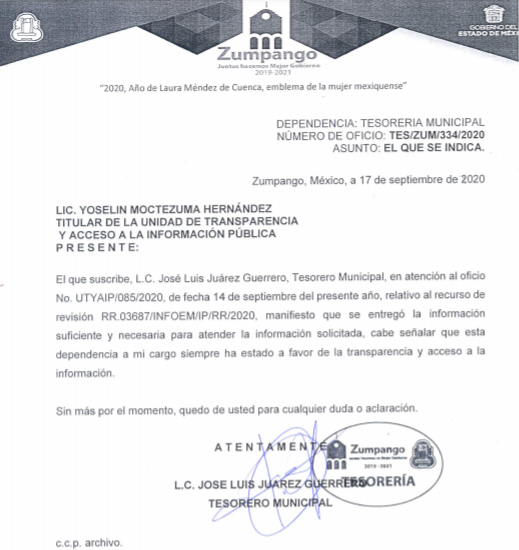 GOBIERNO DEL
ESTADO DE MÉXI
Zumpango
Juntos hacemos Mejor Gobierno
2019-2021
"2020, Año de Laura Méndez de Cuenca, emblema de la mujer mexiquense"
DEPENDENCIA: TESORERIA MUNICIPAL
NÚMERO DE OFICIO: TES/ZUM/334/2020
ASUNTO: EL QUE SE INDICA.
Zumpango, México, a 17 de septiembre de 2020
LIC. YOSELIN MOCTEZUMA HERNÁNDEZ
TITULAR DE LA UNIDAD DE TRANSPARENCIA
Y ACCESO A LA INFORMACIÓN PÚBLICA
P R E S E N T E:
El que suscribe, L.C. José Luis Juárez Guerrero, Tesorero Municipal, en atención al oficio
No. UTYAIP/085/2020, de fecha 14 de septiembre del presente año, relativo al recurso de
revisión RR.03687/INFOEM/IP/RR/2020, manifiesto que se entregó la información
suficiente y necesaria para atender la información solicitada, cabe señalar que esta
dependencia a mi cargo siempre ha estado a favor de la transparencia y acceso a la
información.
Sin más por el momento, quedo de usted para cualquier duda o aclaración.
A T E N T A M E N T E
Zumpango
2019 - 2021
L.C. JOSE LUIS JUAREZ GUERRERO
TESORERÍA
TESORERO MUNICIPAL
c.c.p. archivo.